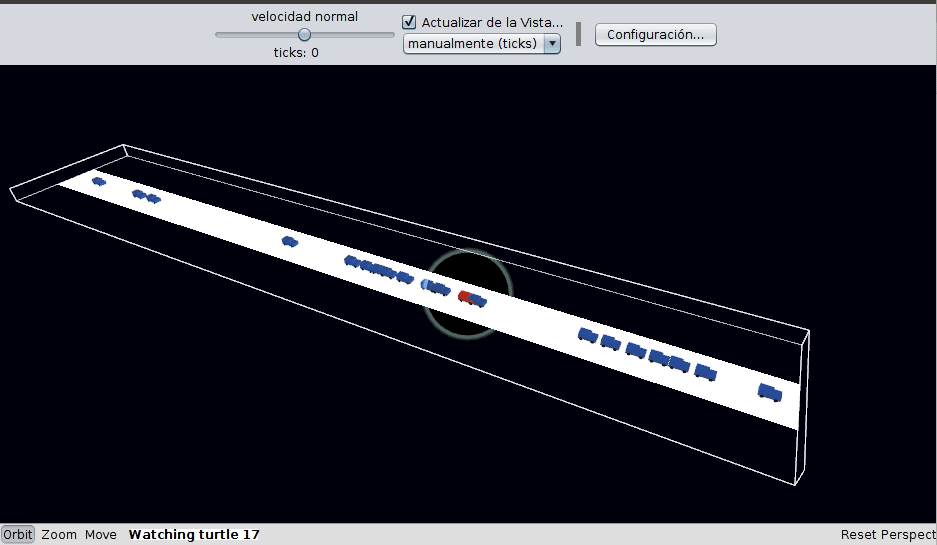 velocidad normal
ticks: 0
Actualizar de la Vista...
manualmente (ticks)
Configuración...
Orbit Zoom Move Watching turtle 17
Reset Perspect